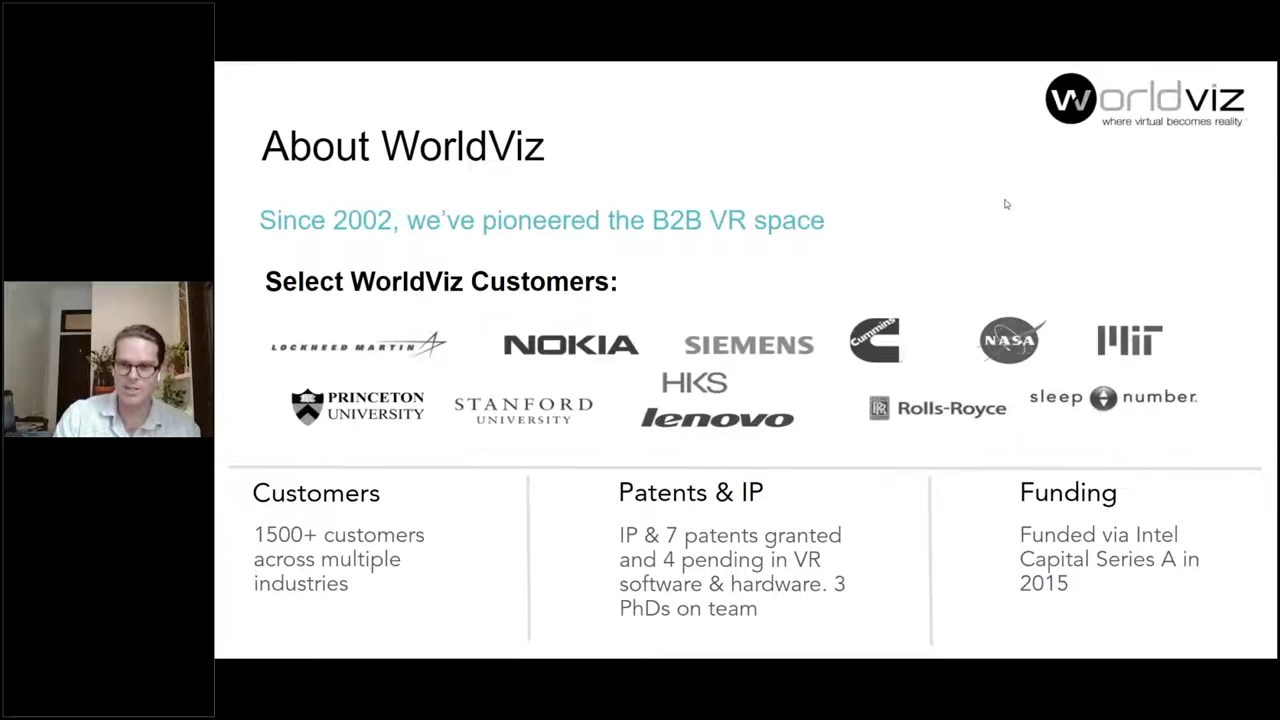 worldviz
where virtual becomes reality
About WorldViz
Since 2002, we've pioneered the B2B VR space
Select WorldViz Customers:
LOCKHEED MARTIN
NOKIA
SIEMENS
Cummins
NASA
MIT
PRINCETON
UNIVERSITY
STANFORD
UNIVERSITY
HKS
lenovo
RR
Rolls-Royce
sleep number.
Customers
1500+ customers
across multiple
industries
Patents & IP
IP & 7 patents granted
and 4 pending in VR
software & hardware. 3
PhDs on team
Funding
Funded via Intel
Capital Series A in
2015